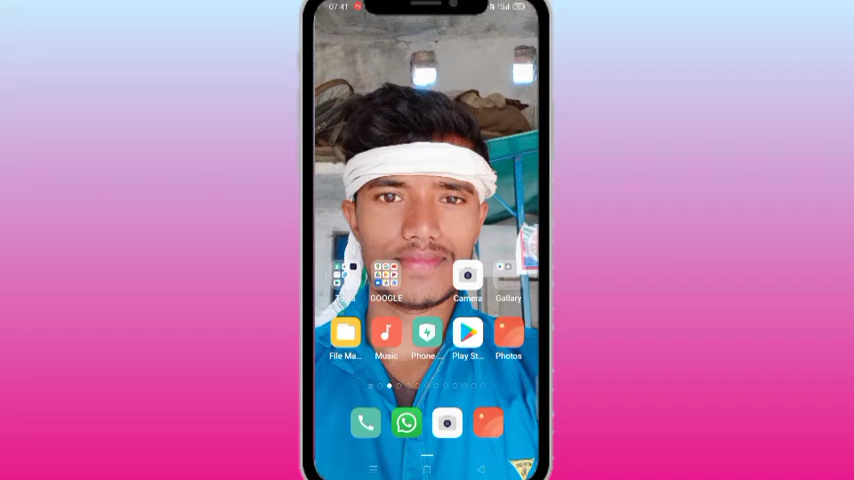 07:41
Tools
GOOGLE
Camera
Gallary
File Ma...
Music
Phone ...
Play St...
Photos